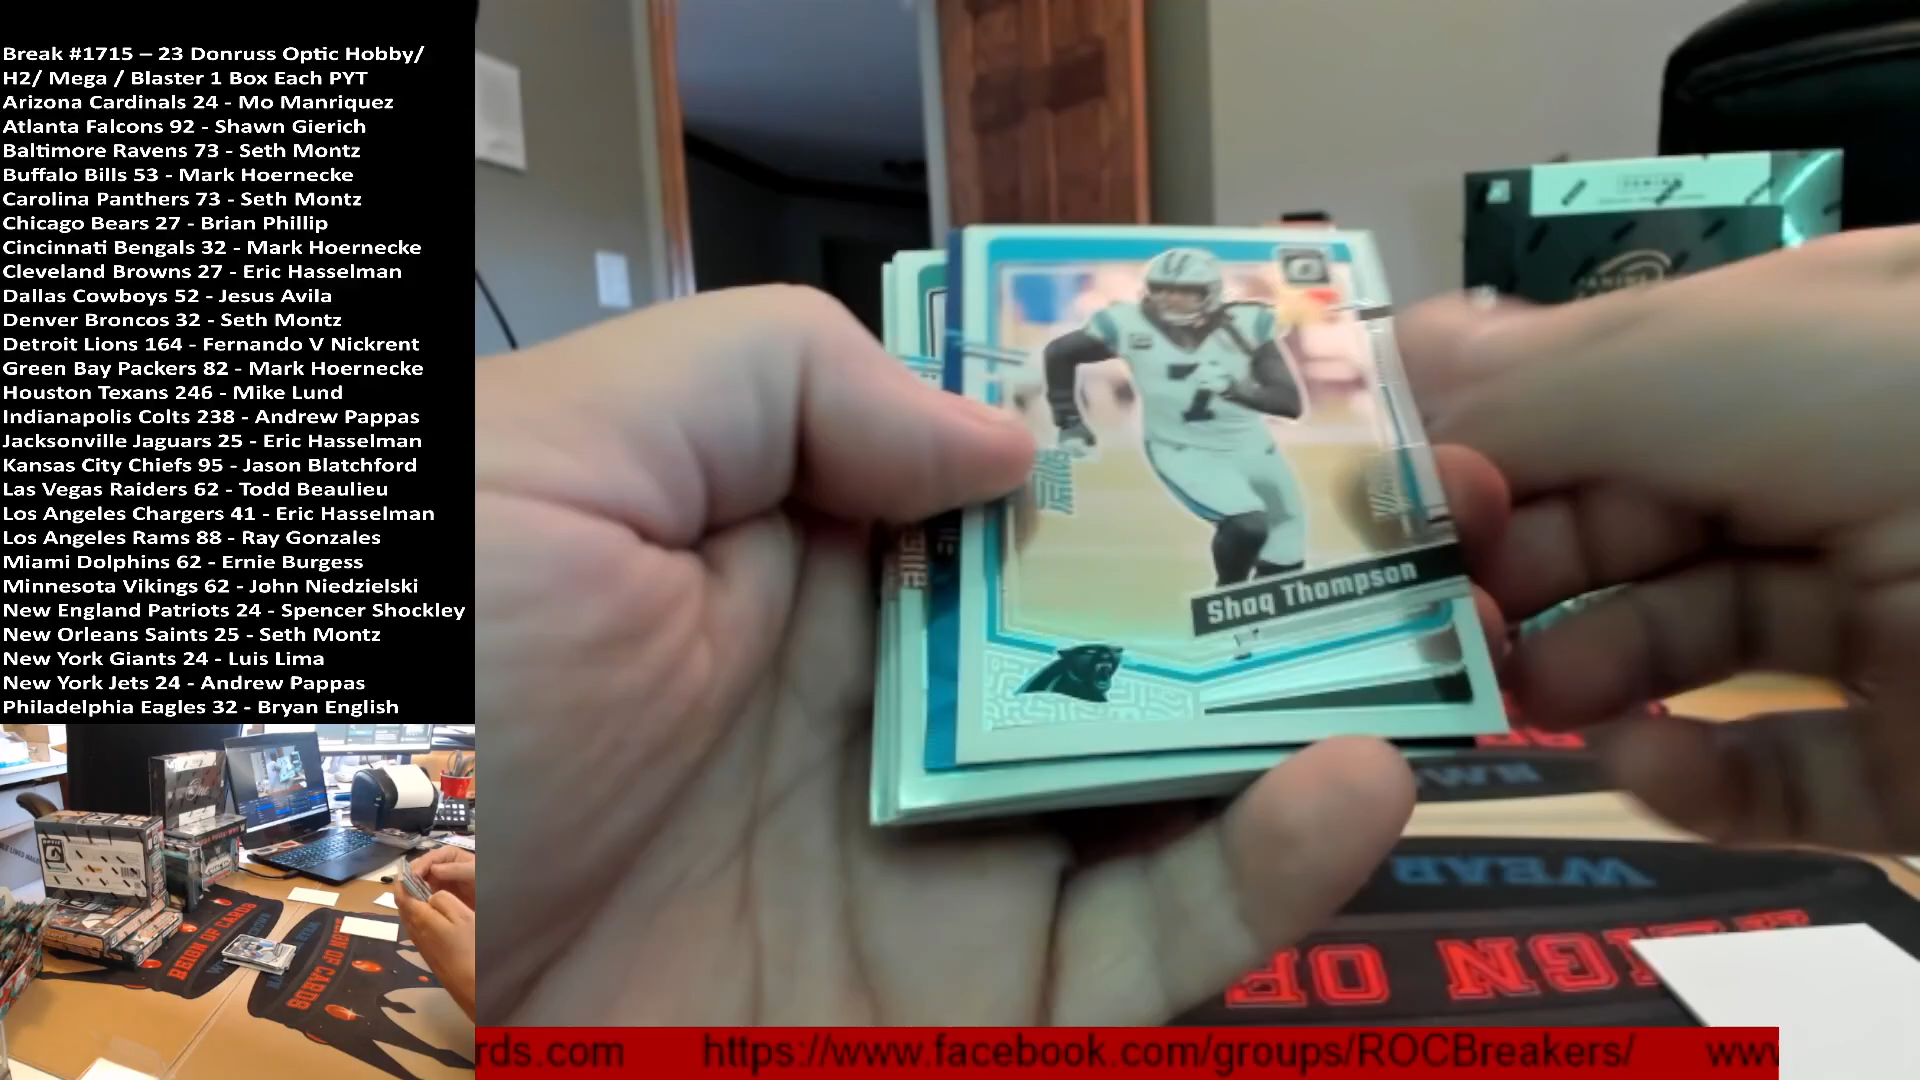 Break #1715 – 23 Donruss Optic Hobby/
H2/ Mega / Blaster 1 Box Each PYT
Arizona Cardinals 24 - Mo Manriquez
Atlanta Falcons 92 - Shawn Gierich
Baltimore Ravens 73 - Seth Montz
Buffalo Bills 53 - Mark Hoernecke
Carolina Panthers 73 - Seth Montz
Chicago Bears 27 - Brian Phillip
Cincinnati Bengals 32 - Mark Hoernecke
Cleveland Browns 27 - Eric Hasselman
Dallas Cowboys 52 - Jesus Avila
Denver Broncos 32 - Seth Montz
Detroit Lions 164 - Fernando V Nickrent
Green Bay Packers 82 - Mark Hoernecke
Houston Texans 246 - Mike Lund
Indianapolis Colts 238 - Andrew Pappas
Jacksonville Jaguars 25 - Eric Hasselman
Kansas City Chiefs 95 - Jason Blatchford
Las Vegas Raiders 62 - Todd Beaulieu
Los Angeles Chargers 41 - Eric Hasselman
Los Angeles Rams 88 - Ray Gonzales
Miami Dolphins 62 - Ernie Burgess
Minnesota Vikings 62 - John Niedzielski
New England Patriots 24 - Spencer Shockley
New Orleans Saints 25 - Seth Montz
New York Giants 24 - Luis Lima
New York Jets 24 - Andrew Pappas
Philadelphia Eagles 32 - Bryan English
7
Shaq Thompson
WEAR
REIGN OF CARDS
IGN OF
rds.com https://www.facebook.com/groups/ROCBreakers/ www